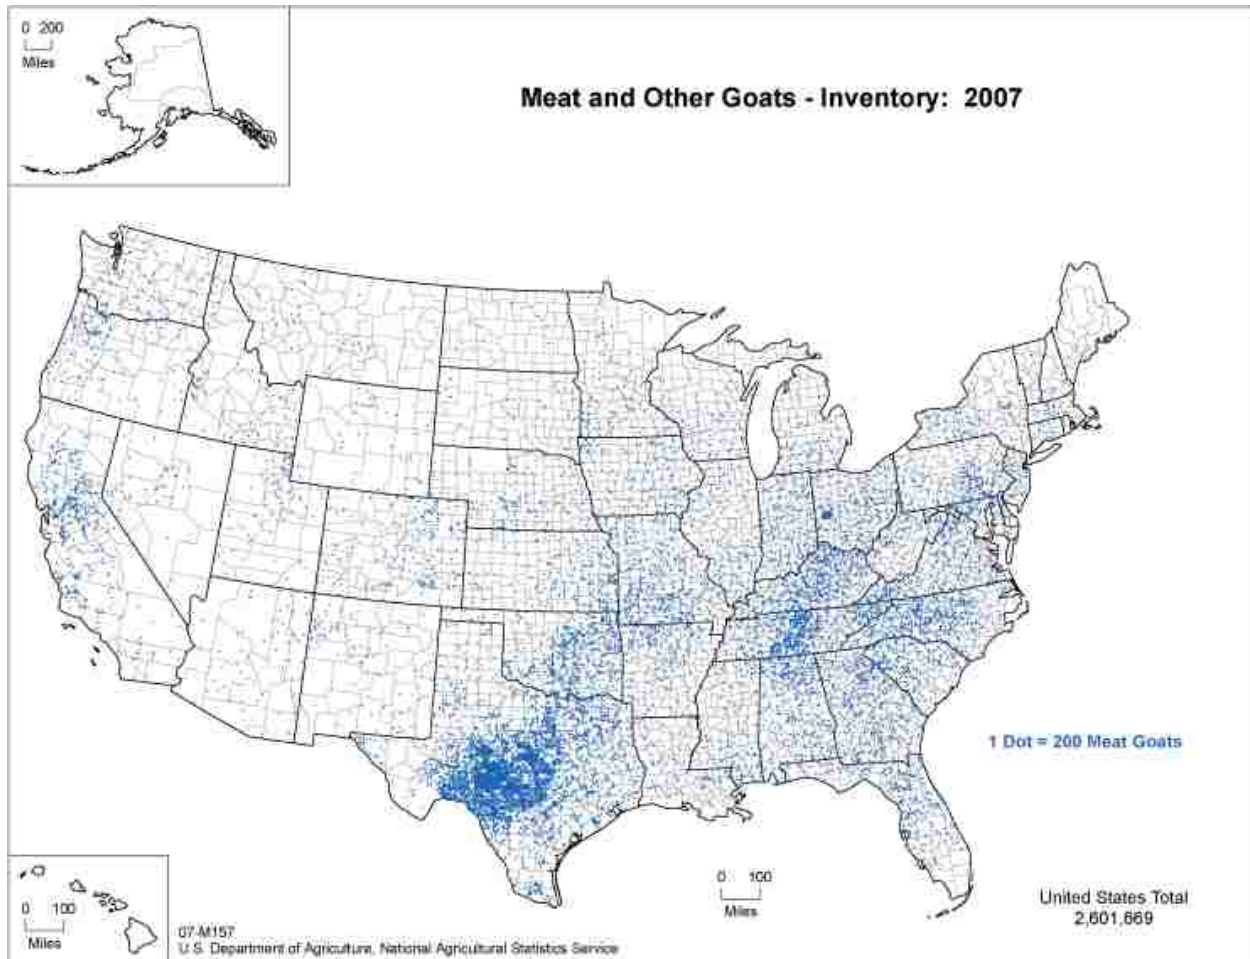 0 200
Miles
Meat and Other Goats - Inventory: 2007
1 Dot = 200 Meat Goats
0 100
Miles
0 100
Miles
United States Total
2,601,669
07-M157
U.S. Department of Agriculture, National Agricultural Statistics Service